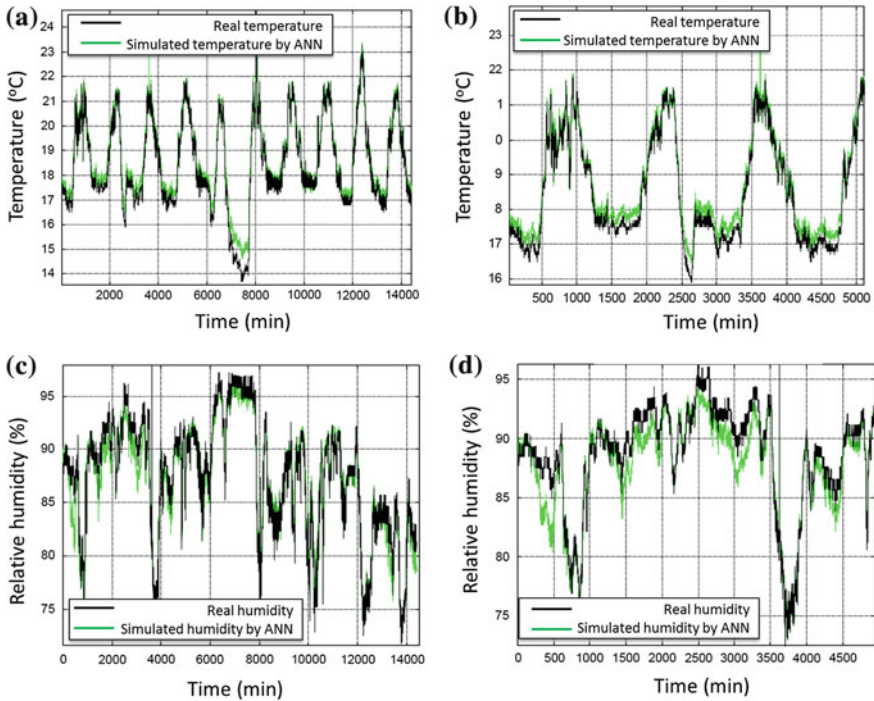 (a)
Real temperature
Simulated temperature by ANN
Temperature (ºC)
24
23
22
21
20
19
18
17
16
15
14
2000 4000 6000 8000 10000 12000 14000
Time (min)
(b)
Real temperature
Simulated temperature by ANN
Temperature (ºC)
23
22
1
0
9
8
17
16
500 1000 1500 2000 2500 3000 3500 4000 4500 5000
Time (min)
(c)
Relative humidity (%)
95
90
85
80
75
Real humidity
Simulated humidity by ANN
0 2000 4000 6000 8000 10000 12000 14000
Time (min)
(d)
Relative humidity (%)
95
90
85
80
75
Real humidity
Simulated humidity by ANN
0 500 1000 1500 2000 2500 3000 3500 4000 4500
Time (min)